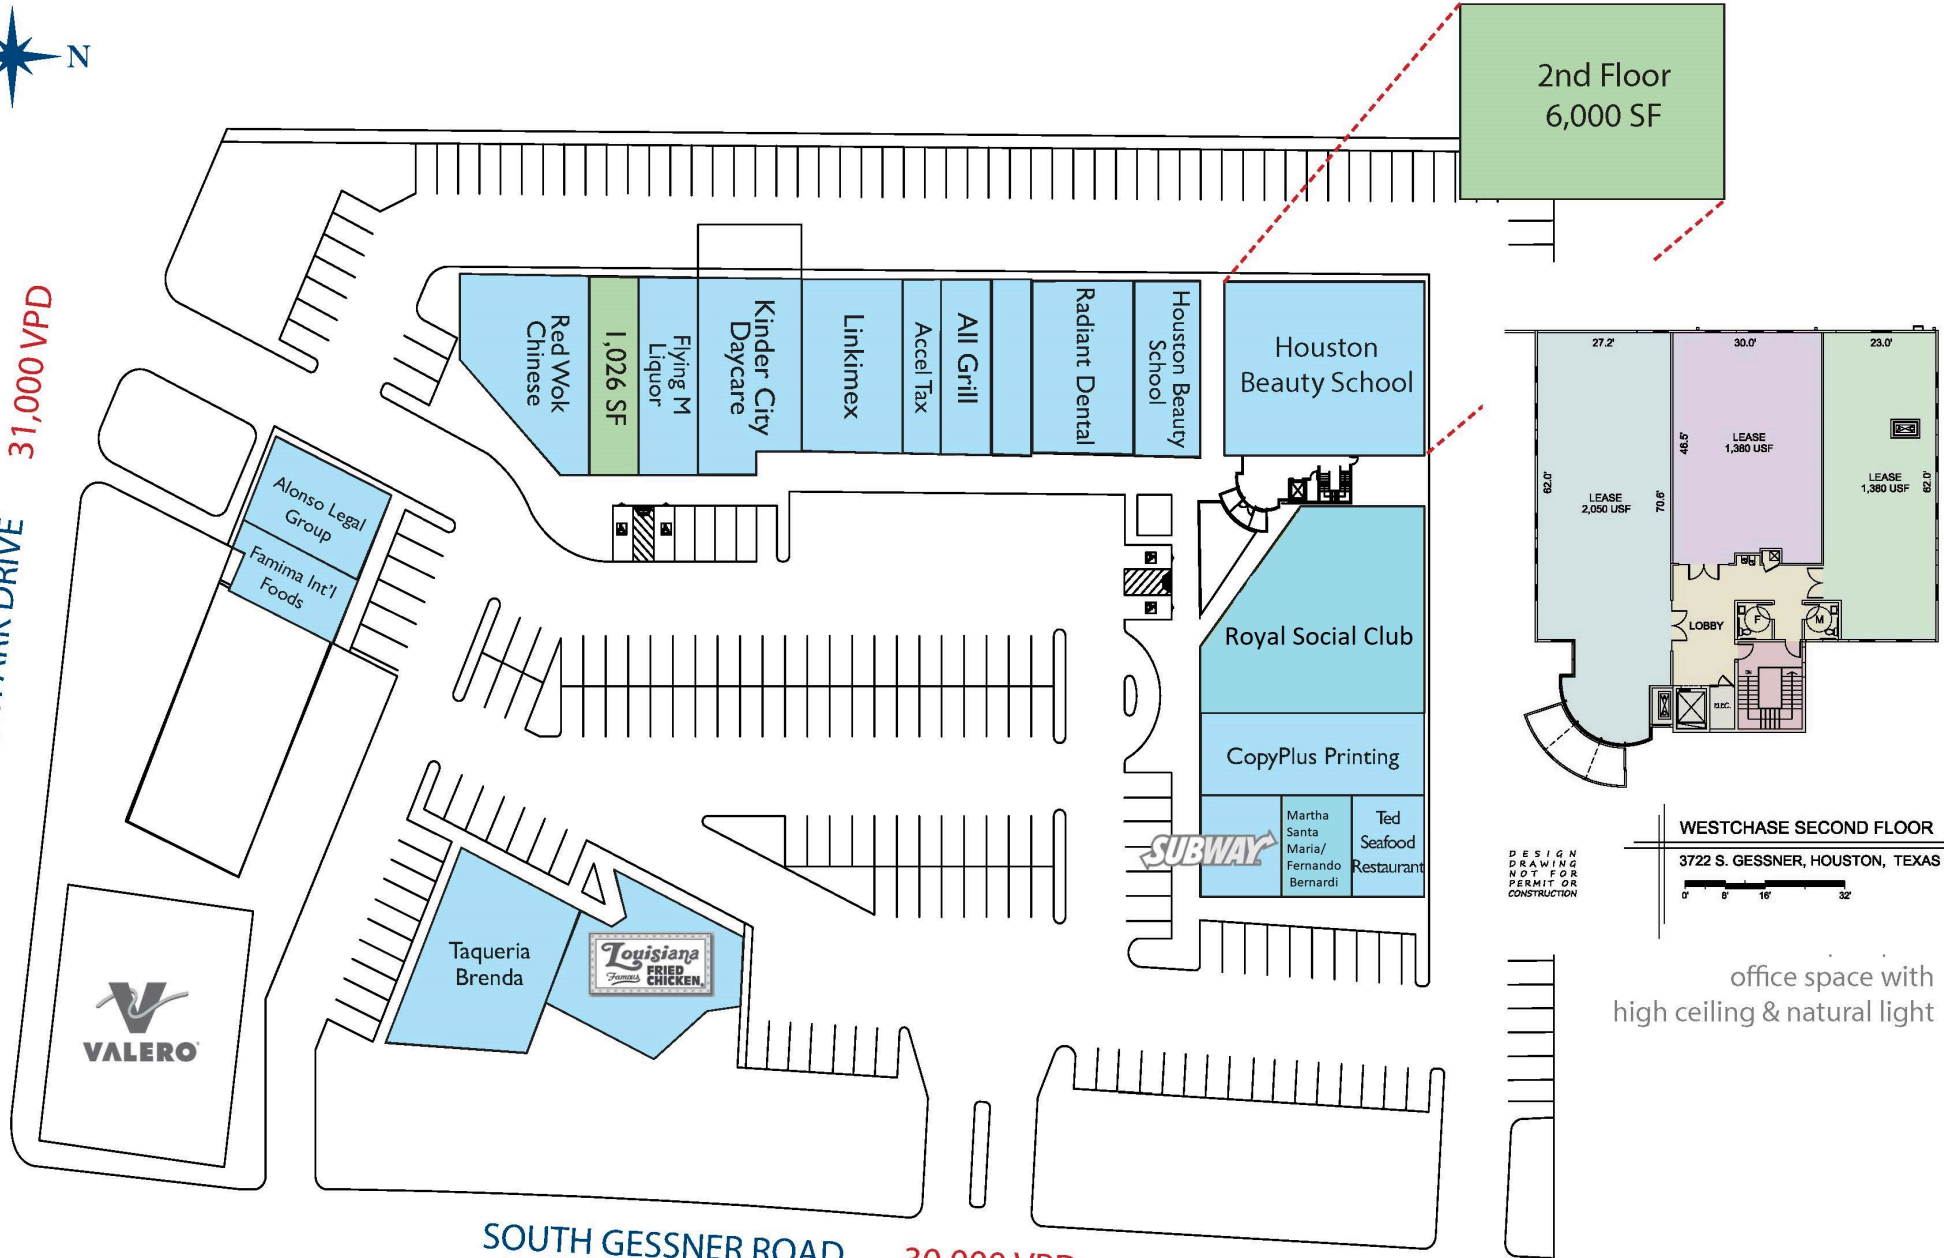 N
2nd Floor
6,000 SF
31,000 VPD
DRIVE
Red Wok
Chinese
1,026 SF
Flying M
Liquor
Kinder City
Daycare
Linkimex
Accel Tax
All Grill
Radiant Dental
Houston Beauty
School
Houston
Beauty School
Alonso Legal
Group
Famima Int'l
Foods
Royal Social Club
CopyPlus Printing
SUBWAY
Martha
Santa
Maria/
Fernando
Bernardi
Ted
Seafood
Restaurant
Taqueria
Brenda
Louisiana
Famous FRIED
CHICKEN
VALERO
SOUTH GESSNER ROAD
30,000 VPD
27.2'
30.0'
23.0'
62.0'
LEASE
2,050 USF
70.6'
46.5'
LEASE
1,380 USF
LEASE
1,380 USF
62.0'
LOBBY
F
M
ELEC.
WESTCHASE SECOND FLOOR
3722 S. GESSNER, HOUSTON, TEXAS
0' 8' 16' 32'
DESIGN
DRAWING
NOT FOR
PERMIT OR
CONSTRUCTION
office space with
high ceiling & natural light